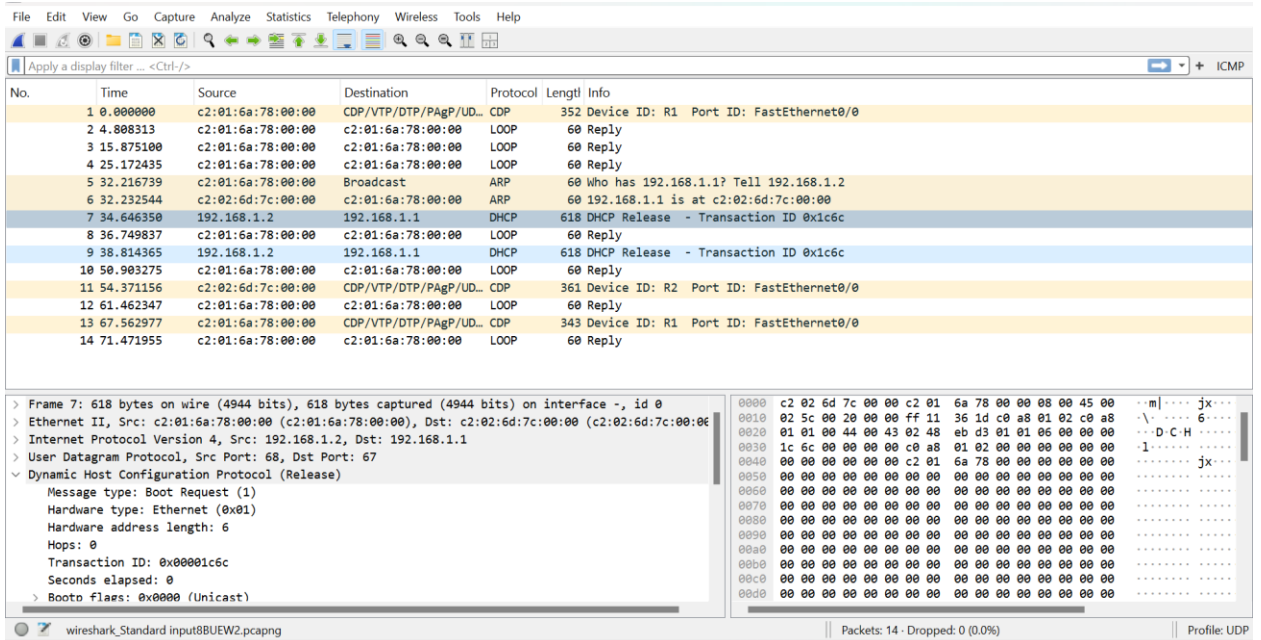 File Edit View Go Capture Analyze Statistics Telephony Wireless Tools Help
Apply a display filter ... <Ctrl-/>
+ ICMP
No. Time Source Destination Protocol Lengtl Info
1 0.000000 c2:01:6a:78:00:00 CDP/VTP/DTP/PAgP/UD… CDP 352 Device ID: R1 Port ID: FastEthernet0/0
2 4.808313 c2:01:6a:78:00:00 c2:01:6a:78:00:00 LOOP 60 Reply
3 15.875100 c2:01:6a:78:00:00 c2:01:6a:78:00:00 LOOP 60 Reply
4 25.172435 c2:01:6a:78:00:00 c2:01:6a:78:00:00 LOOP 60 Reply
5 32.216739 c2:01:6a:78:00:00 Broadcast ARP 60 Who has 192.168.1.1? Tell 192.168.1.2
6 32.232544 c2:02:6d:7c:00:00 c2:01:6a:78:00:00 ARP 60 192.168.1.1 is at c2:02:6d:7c:00:00
7 34.646350 192.168.1.2 192.168.1.1 DHCP 618 DHCP Release - Transaction ID 0x1c6c
8 36.749837 c2:01:6a:78:00:00 c2:01:6a:78:00:00 LOOP 60 Reply
9 38.814365 192.168.1.2 192.168.1.1 DHCP 618 DHCP Release - Transaction ID 0x1c6c
10 50.903275 c2:01:6a:78:00:00 c2:01:6a:78:00:00 LOOP 60 Reply
11 54.371156 c2:02:6d:7c:00:00 CDP/VTP/DTP/PAgP/UD… CDP 361 Device ID: R2 Port ID: FastEthernet0/0
12 61.462347 c2:01:6a:78:00:00 c2:01:6a:78:00:00 LOOP 60 Reply
13 67.562977 c2:01:6a:78:00:00 CDP/VTP/DTP/PAgP/UD… CDP 343 Device ID: R1 Port ID: FastEthernet0/0
14 71.471955 c2:01:6a:78:00:00 c2:01:6a:78:00:00 LOOP 60 Reply
Frame 7: 618 bytes on wire (4944 bits), 618 bytes captured (4944 bits) on interface -, id 0
Ethernet II, Src: c2:01:6a:78:00:00 (c2:01:6a:78:00:00), Dst: c2:02:6d:7c:00:00 (c2:02:6d:7c:00:00
Internet Protocol Version 4, Src: 192.168.1.2, Dst: 192.168.1.1
User Datagram Protocol, Src Port: 68, Dst Port: 67
Dynamic Host Configuration Protocol (Release)
Message type: Boot Request (1)
Hardware type: Ethernet (0x01)
Hardware address length: 6
Hops: 0
Transaction ID: 0x00001c6c
Seconds elapsed: 0
Bootp flags: 0x0000 (Unicast)
0000 c2 02 6d 7c 00 00 c2 01 6a 78 00 00 08 00 45 00 ··m|···· jx····E·
0010 02 5c 00 20 00 00 ff 11 36 1d c0 a8 01 02 c0 a8 ·\· ···· 6·······
0020 01 01 00 44 00 43 02 48 eb d3 01 01 06 00 00 00 ···D·C·H ········
0030 1c 6c 00 00 00 00 c0 a8 01 02 00 00 00 00 00 00 ·l······ ········
0040 00 00 00 00 00 00 c2 01 6a 78 00 00 00 00 00 00 ········ jx······
0050 00 00 00 00 00 00 00 00 00 00 00 00 00 00 00 00 ········ ········
0060 00 00 00 00 00 00 00 00 00 00 00 00 00 00 00 00 ········ ········
0070 00 00 00 00 00 00 00 00 00 00 00 00 00 00 00 00 ········ ········
0080 00 00 00 00 00 00 00 00 00 00 00 00 00 00 00 00 ········ ········
0090 00 00 00 00 00 00 00 00 00 00 00 00 00 00 00 00 ········ ········
00a0 00 00 00 00 00 00 00 00 00 00 00 00 00 00 00 00 ········ ········
00b0 00 00 00 00 00 00 00 00 00 00 00 00 00 00 00 00 ········ ········
00c0 00 00 00 00 00 00 00 00 00 00 00 00 00 00 00 00 ········ ········
00d0 00 00 00 00 00 00 00 00 00 00 00 00 00 00 00 00 ········ ········
wireshark_Standard input8BUEW2.pcapng
Packets: 14 · Dropped: 0 (0.0%)
Profile: UDP